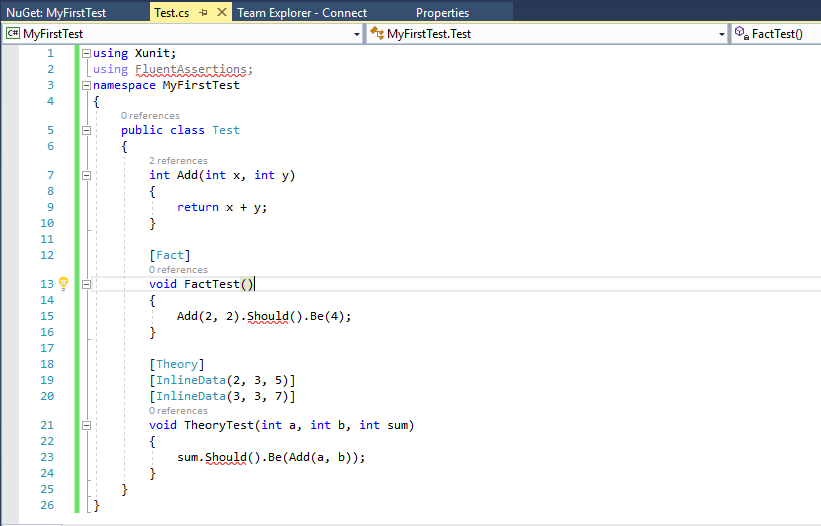 NuGet: MyFirstTest Test.cs Team Explorer - Connect Properties
C# MyFirstTest MyFirstTest.Test FactTest()
1 using Xunit;
2 using FluentAssertions;
3 namespace MyFirstTest
4 {
0 references
5 public class Test
6 {
2 references
7 int Add(int x, int y)
8 {
9 return x + y;
10 }
11
12 [Fact]
0 references
13 void FactTest()
14 {
15 Add(2, 2).Should().Be(4);
16 }
17
18 [Theory]
19 [InlineData(2, 3, 5)]
20 [InlineData(3, 3, 7)]
0 references
21 void TheoryTest(int a, int b, int sum)
22 {
23 sum.Should().Be(Add(a, b));
24 }
25 }
26 }